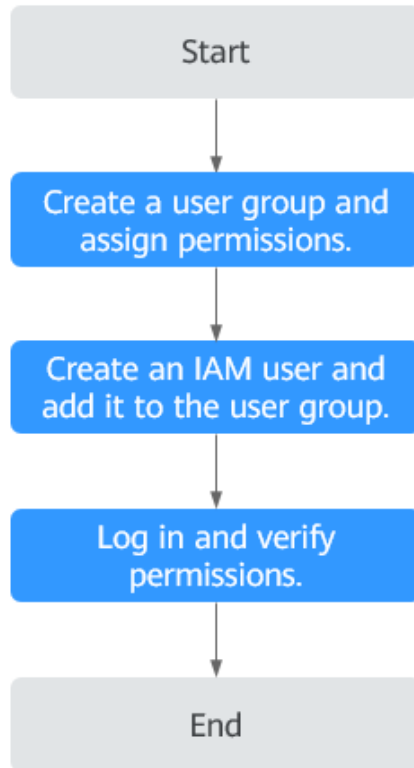 Start
Create a user group and
assign permissions.
Create an IAM user and
add it to the user group.
Log in and verify
permissions.
End